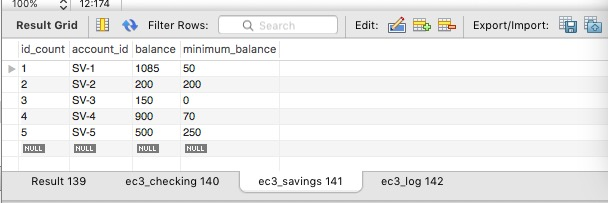 100% 12:174
Result Grid Filter Rows: Search Edit: Export/Import:
id_count account_id balance minimum_balance
1 SV-1 1085 50
2 SV-2 200 200
3 SV-3 150 0
4 SV-4 900 70
5 SV-5 500 250
NULL NULL NULL NULL
Result 139 ec3_checking 140 ec3_savings 141 ec3_log 142